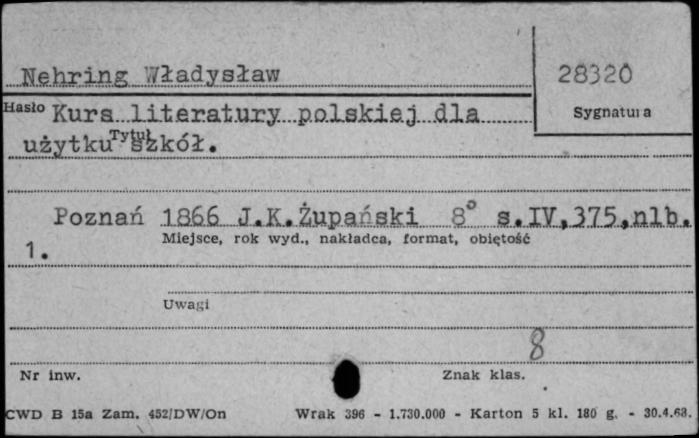 Nehring Władysław
28320
Hasło Kurs literatury polskiej dla
Sygnatura
użytku szkół.
Tytuł
Poznań 1866 J.K.Żupański 8° s.IV,375,nlb.
Miejsce, rok wyd., nakładca, format, obiętość
1.
Uwagi
8
Nr inw.
Znak klas.
CWD B 15a Zam. 452/DW/On Wrak 396 - 1.730.000 - Karton 5 kl. 180 g. - 30.4.68.